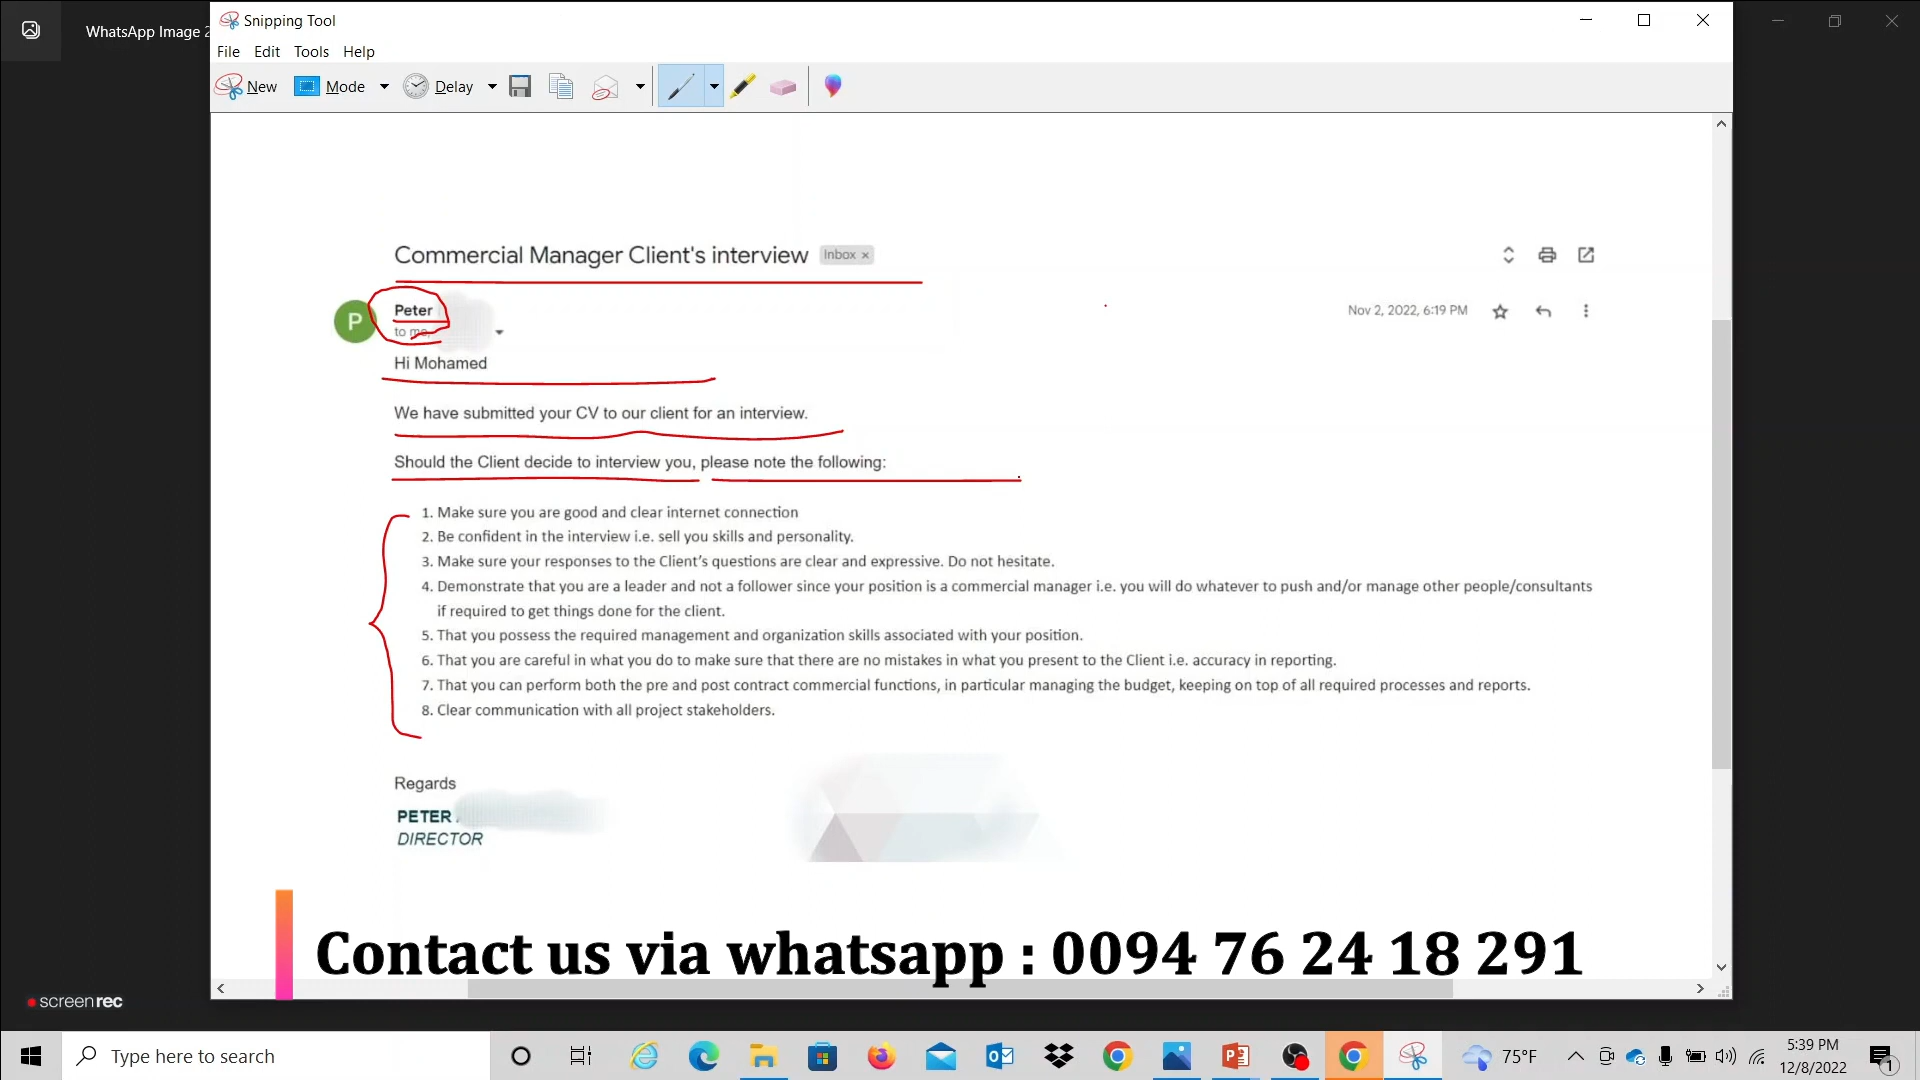 WhatsApp Image 2
Snipping Tool
File Edit Tools Help
New Mode Delay
Commercial Manager Client's interview Inbox x
P Peter
Nov 2, 2022, 6:19 PM
to me,
Hi Mohamed
We have submitted your CV to our client for an interview.
Should the Client decide to interview you, please note the following:
1. Make sure you are good and clear internet connection
2. Be confident in the interview i.e. sell you skills and personality.
3. Make sure your responses to the Client's questions are clear and expressive. Do not hesitate.
4. Demonstrate that you are a leader and not a follower since your position is a commercial manager i.e. you will do whatever to push and/or manage other people/consultants
if required to get things done for the client.
5. That you possess the required management and organization skills associated with your position.
6. That you are careful in what you do to make sure that there are no mistakes in what you present to the Client i.e. accuracy in reporting.
7. That you can perform both the pre and post contract commercial functions, in particular managing the budget, keeping on top of all required processes and reports.
8. Clear communication with all project stakeholders.
Regards
PETER
DIRECTOR
Contact us via whatsapp : 0094 76 24 18 291
screenrec
Type here to search
75°F
5:39 PM
12/8/2022
1